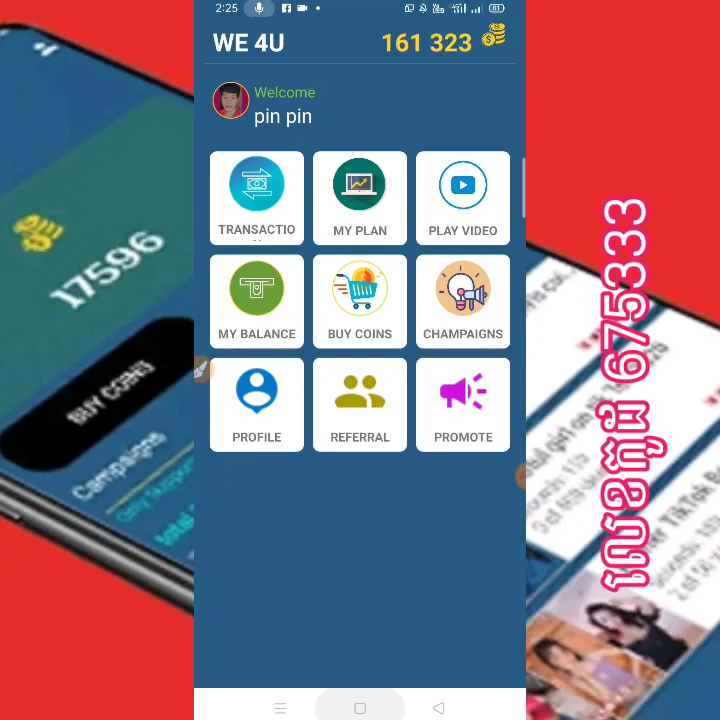 2:25
81
WE 4U
161 323
Welcome
pin pin
TRANSACTIO
MY PLAN
PLAY VIDEO
MY BALANCE
BUY COINS
CHAMPAIGNS
PROFILE
REFERRAL
PROMOTE
17596
BUY COINS
Campaigns
លេខកូដ 675333